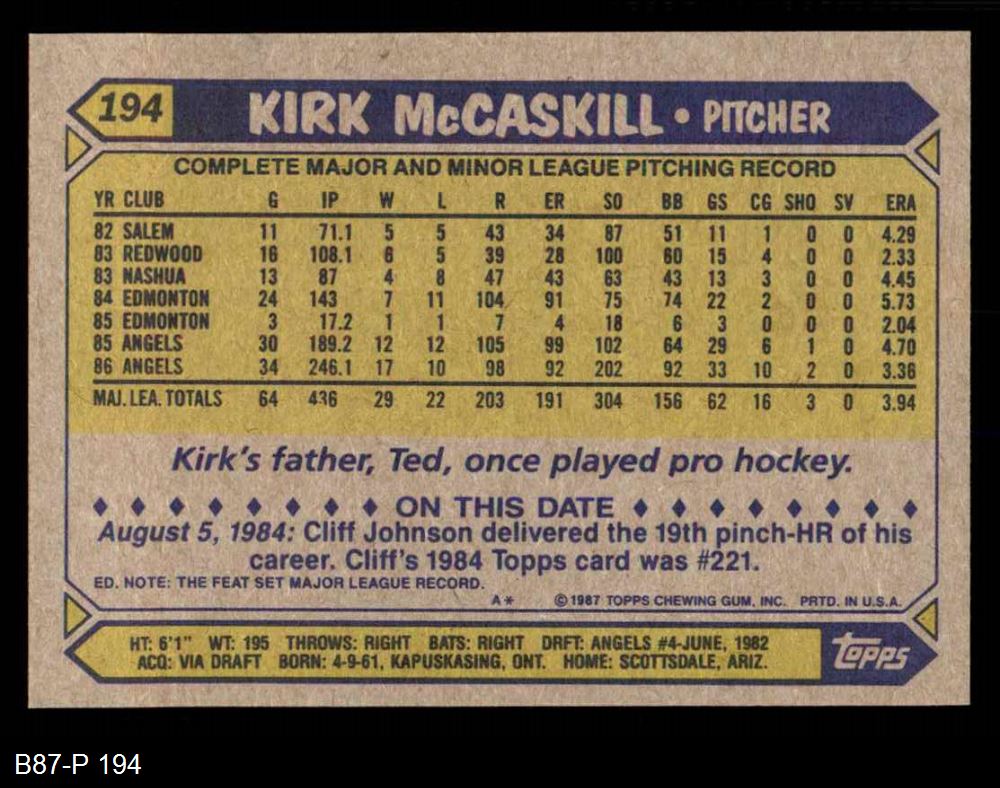 194 KIRK McCASKILL • PITCHER
COMPLETE MAJOR AND MINOR LEAGUE PITCHING RECORD
YR CLUB G IP W L R ER SO BB GS CG SHO SV ERA
82 SALEM 11 71.1 5 5 43 34 87 51 11 1 0 0 4.29
83 REDWOOD 16 108.1 6 5 39 28 100 60 15 4 0 0 2.33
83 NASHUA 13 87 4 8 47 43 63 43 13 3 0 0 4.45
84 EDMONTON 24 143 7 11 104 91 75 74 22 2 0 0 5.73
85 EDMONTON 3 17.2 1 1 7 4 18 6 3 0 0 0 2.04
85 ANGELS 30 189.2 12 12 105 99 102 64 29 6 1 0 4.70
86 ANGELS 34 246.1 17 10 98 92 202 92 33 10 2 0 3.36
MAJ. LEA. TOTALS 64 436 29 22 203 191 304 156 62 16 3 0 3.94
Kirk's father, Ted, once played pro hockey.
ON THIS DATE
August 5, 1984: Cliff Johnson delivered the 19th pinch-HR of his
career. Cliff's 1984 Topps card was #221.
ED. NOTE: THE FEAT SET MAJOR LEAGUE RECORD.
A* © 1987 TOPPS CHEWING GUM, INC. PRTD. IN U.S.A.
HT: 6'1" WT: 195 THROWS: RIGHT BATS: RIGHT DRFT: ANGELS #4-JUNE, 1982
ACQ: VIA DRAFT BORN: 4-9-61, KAPUSKASING, ONT. HOME: SCOTTSDALE, ARIZ.
Topps
B87-P 194